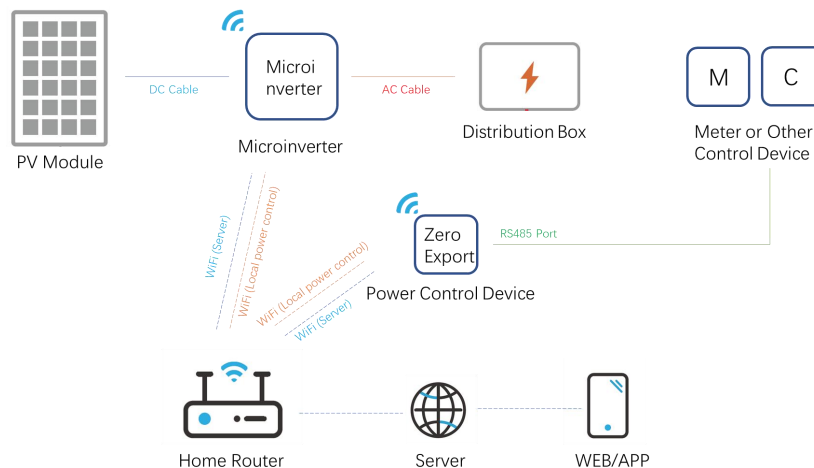 Microi
nverter
M
C
DC Cable
AC Cable
PV Module
Microinverter
Distribution Box
Meter or Other
Control Device
WiFi (Server)
WiFi (Local power control)
WiFi (Local power control)
WiFi (Server)
Zero
Export
RS485 Port
Power Control Device
Home Router
Server
WEB/APP